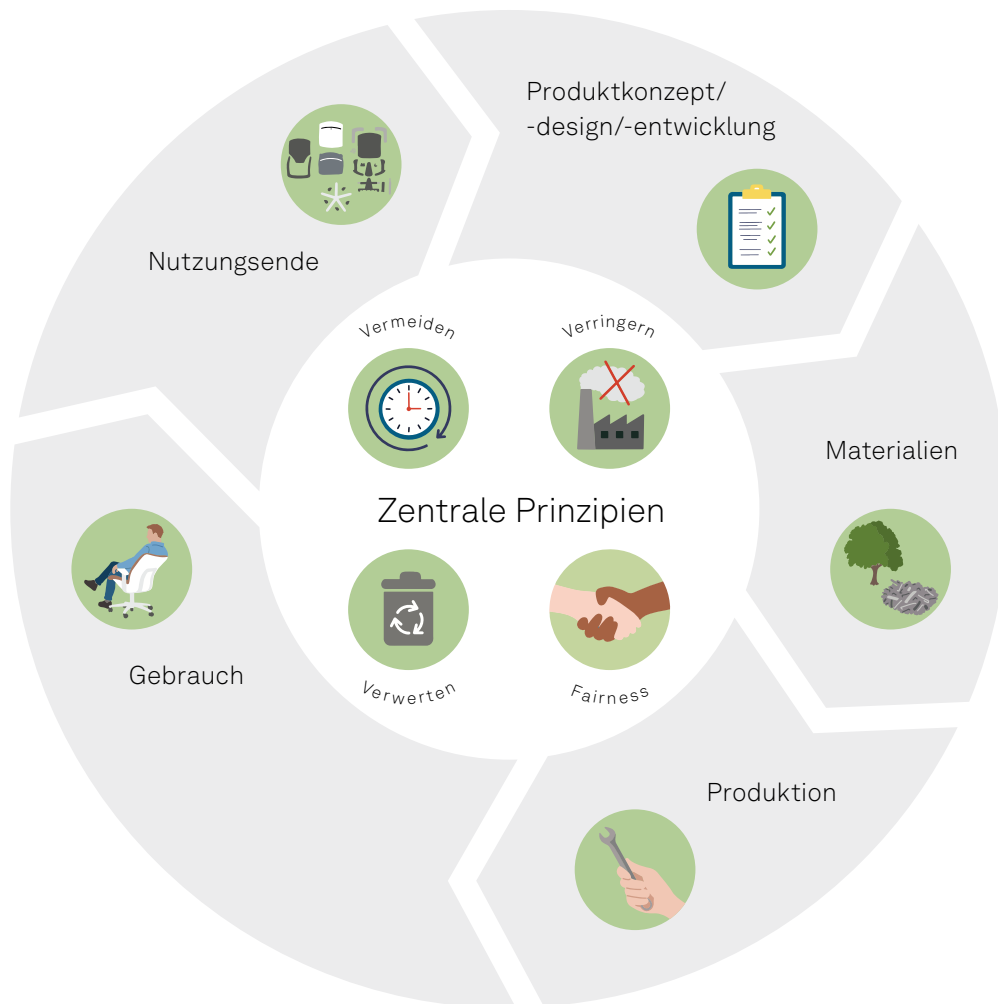 Produktkonzept/
-design/-entwicklung
Nutzungsende
Vermeiden
Verringern
Materialien
Zentrale Prinzipien
Gebrauch
Verwerten
Fairness
Produktion